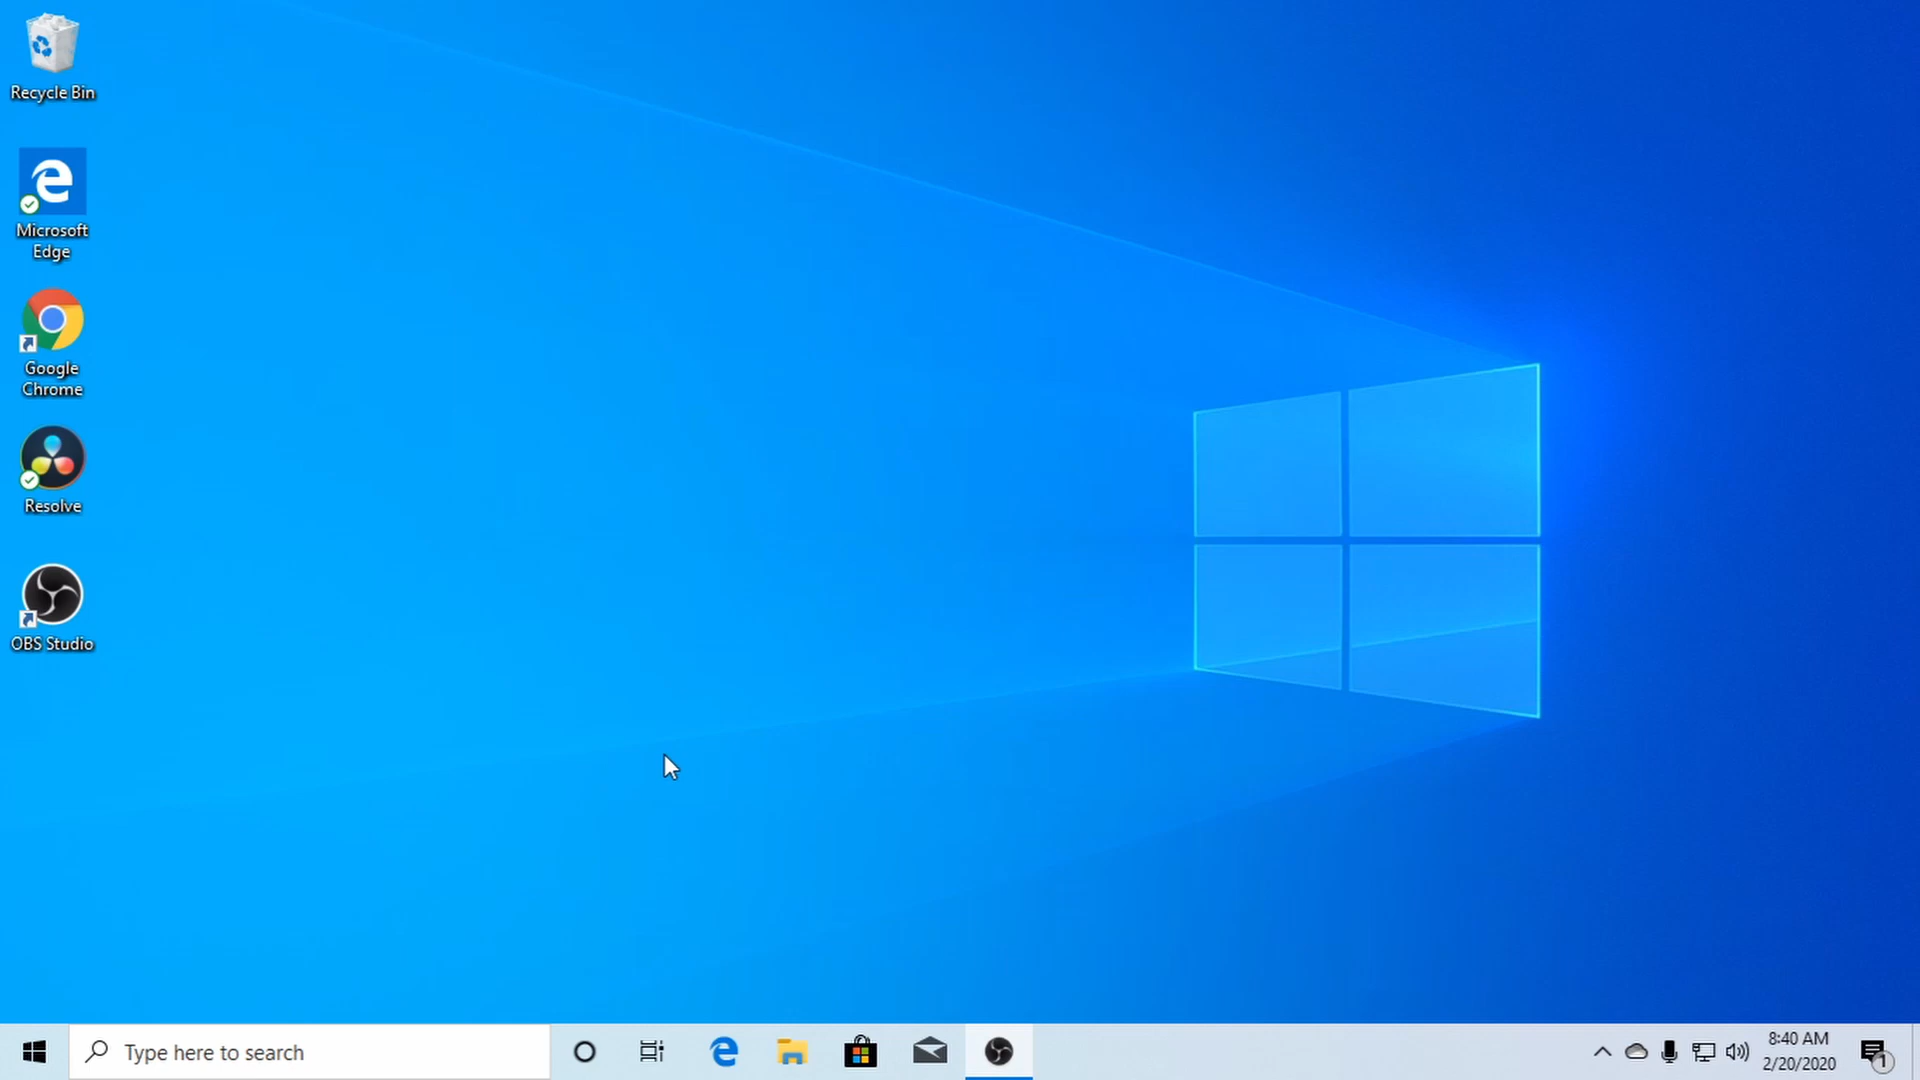 Recycle Bin
Microsoft
Edge
Google
Chrome
Resolve
OBS Studio
Type here to search
8:40 AM
2/20/2020
1